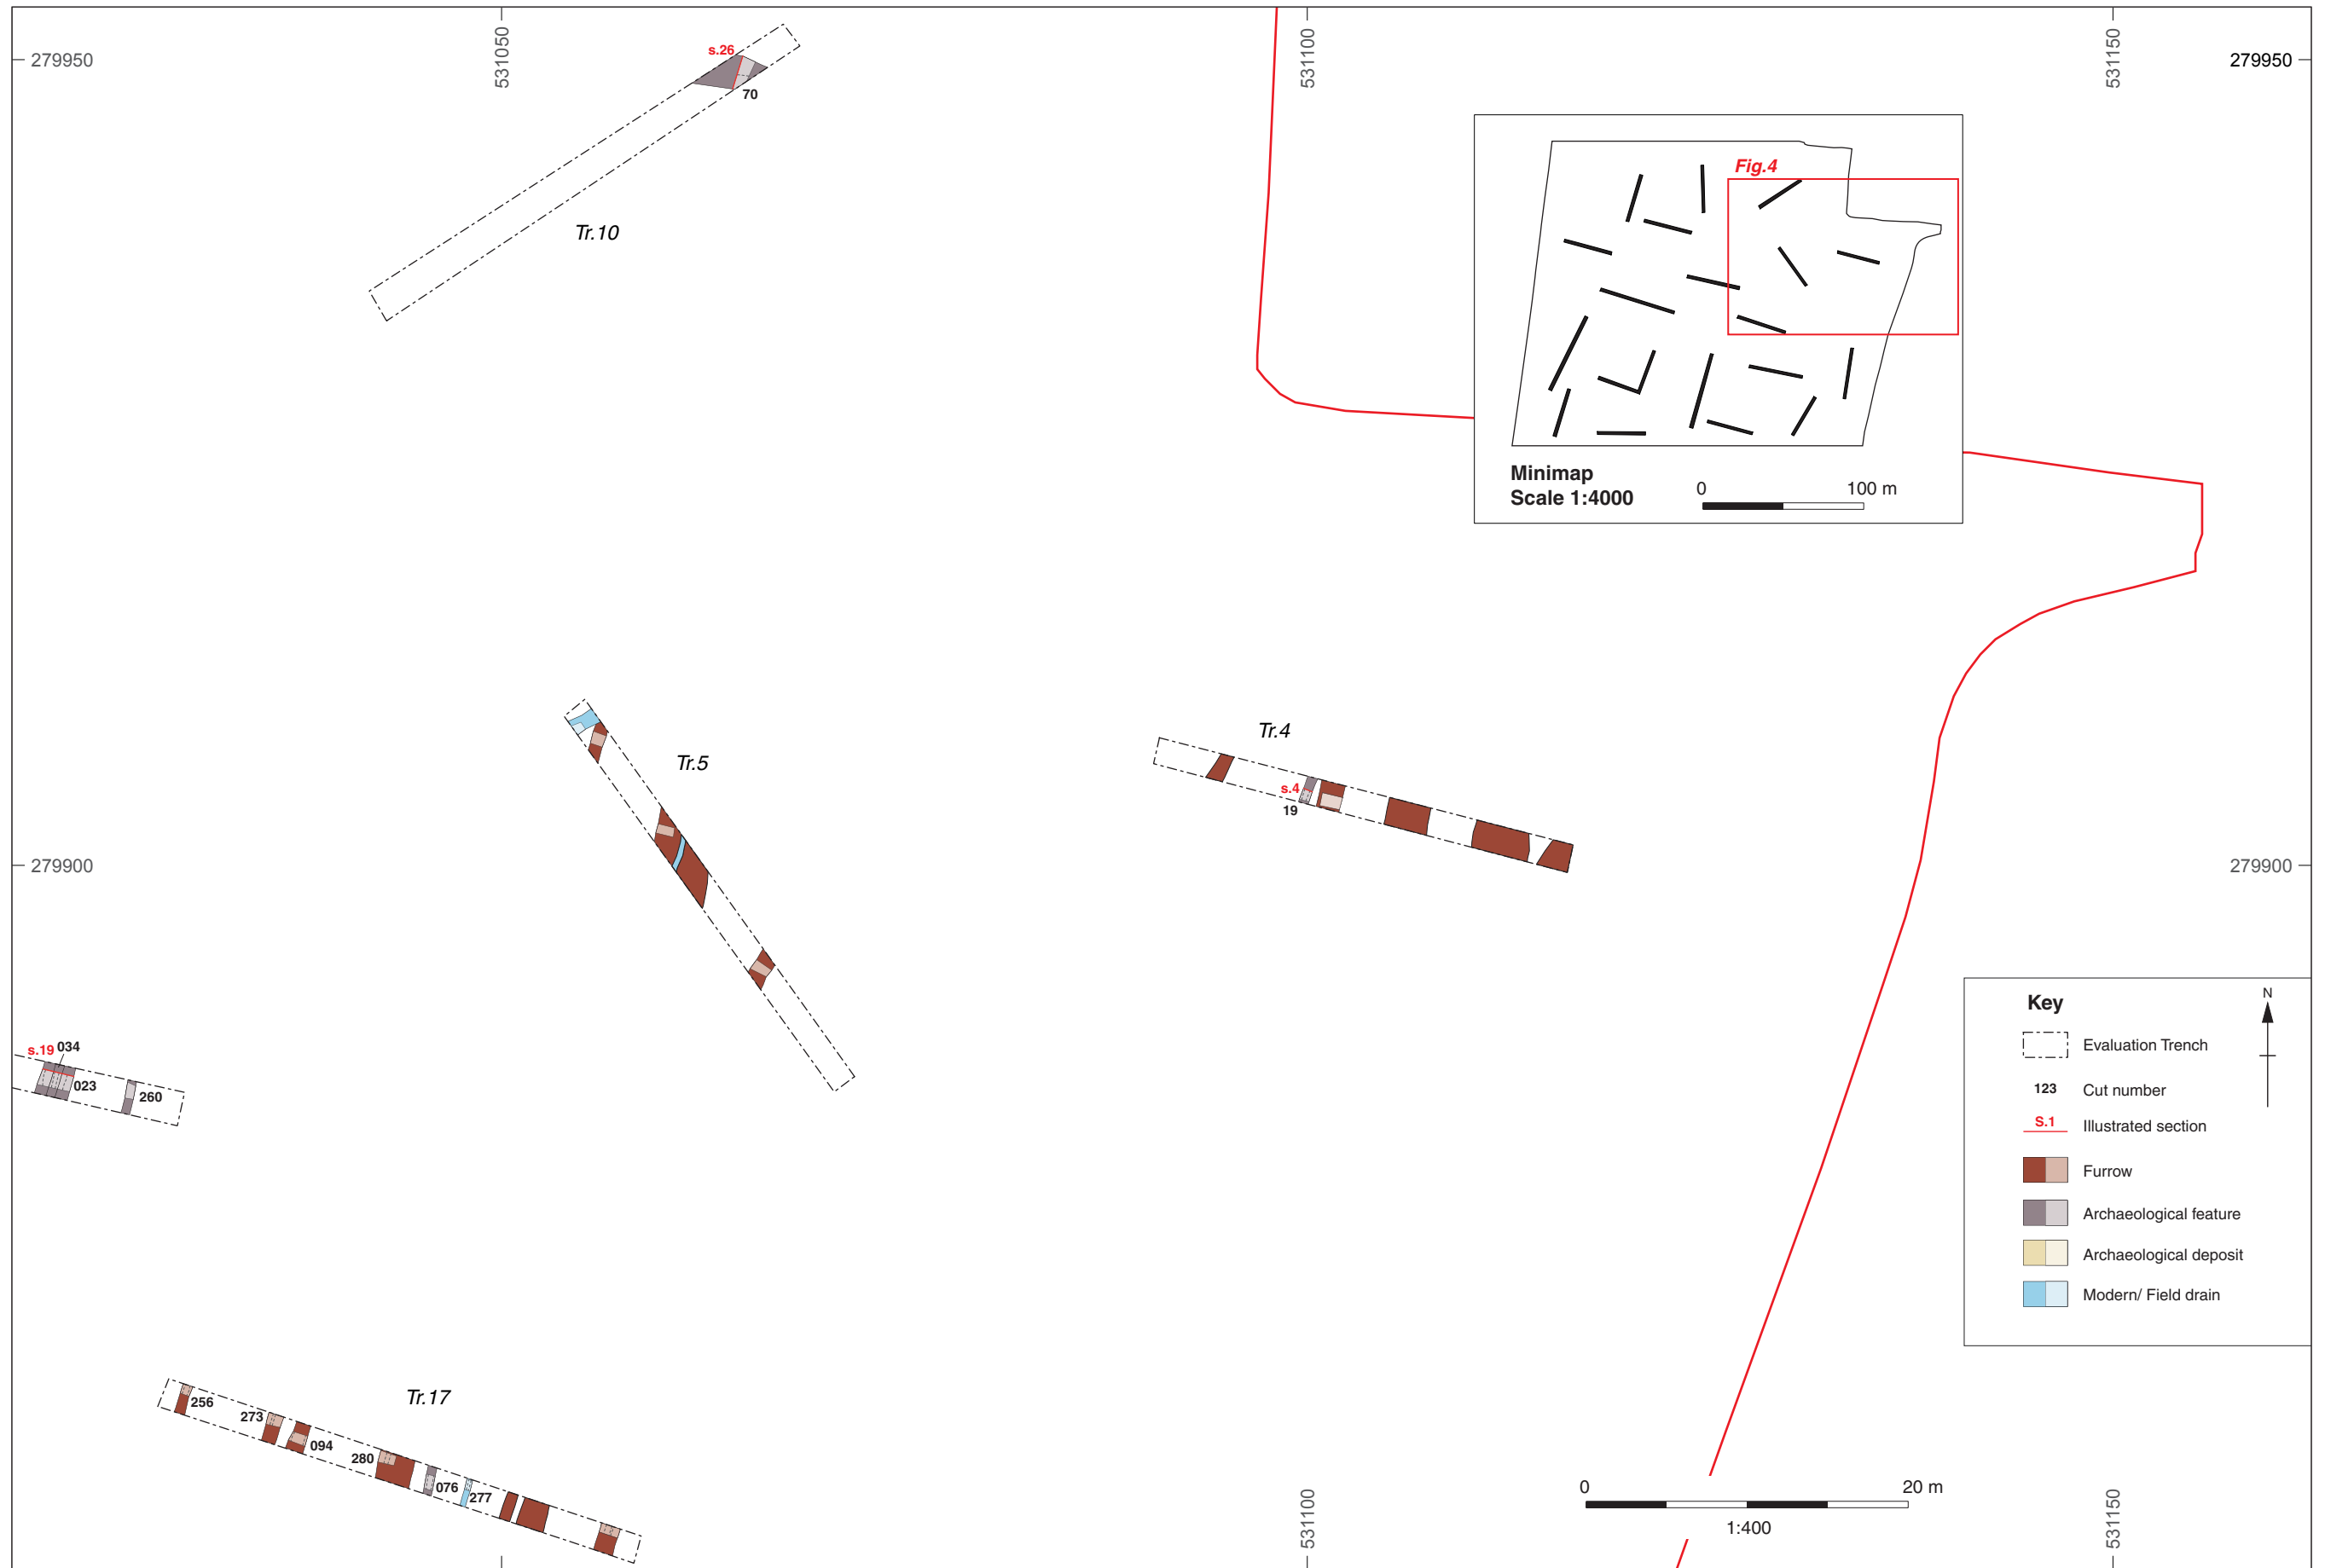 531050
531100
531150
279950
279950
s.26
70
Tr.10
Fig.4
Minimap
Scale 1:4000
0
100 m
Tr.5
Tr.4
s.4
19
279900
279900
s.19
034
023
260
Key
N
Evaluation Trench
123
Cut number
S.1
Illustrated section
Furrow
Archaeological feature
Archaeological deposit
Modern/ Field drain
Tr.17
256
273
094
280
076
277
0
20 m
1:400
531100
531150